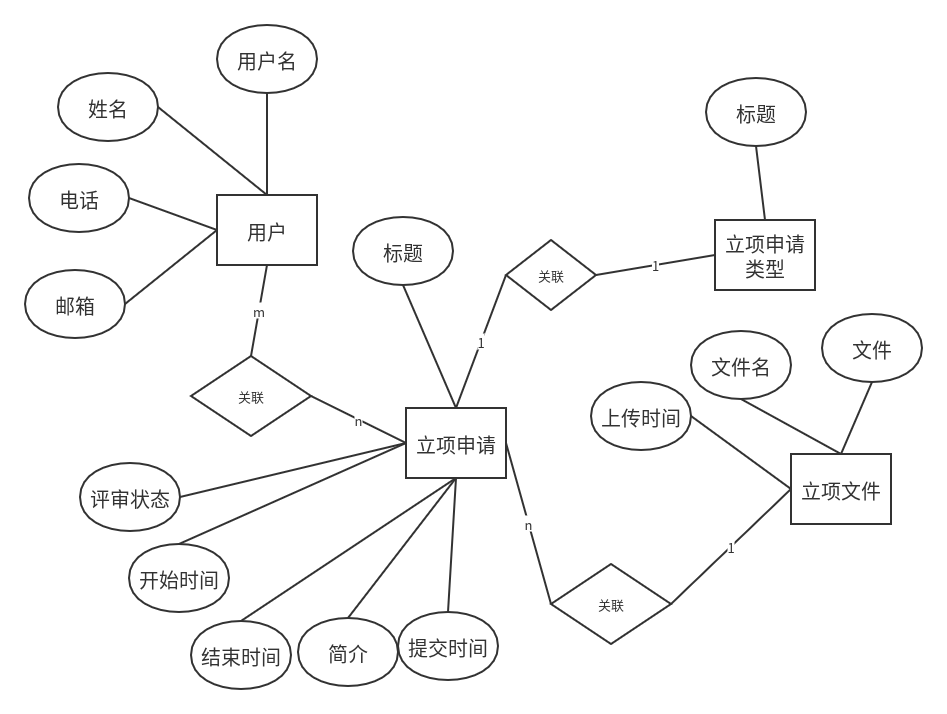 用户名
姓名
标题
电话
用户
标题
立项申请
类型
关联
1
邮箱
m
1
文件
文件名
关联
上传时间
n
立项申请
评审状态
立项文件
n
1
开始时间
关联
结束时间
简介
提交时间